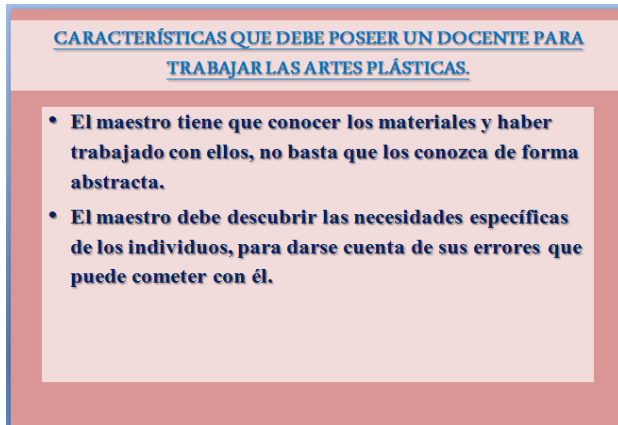 CARACTERÍSTICAS QUE DEBE POSEER UN DOCENTE PARA
TRABAJAR LAS ARTES PLÁSTICAS.
• El maestro tiene que conocer los materiales y haber
trabajado con ellos, no basta que los conozca de forma
abstracta.
• El maestro debe descubrir las necesidades específicas
de los individuos, para darse cuenta de sus errores que
puede cometer con él.